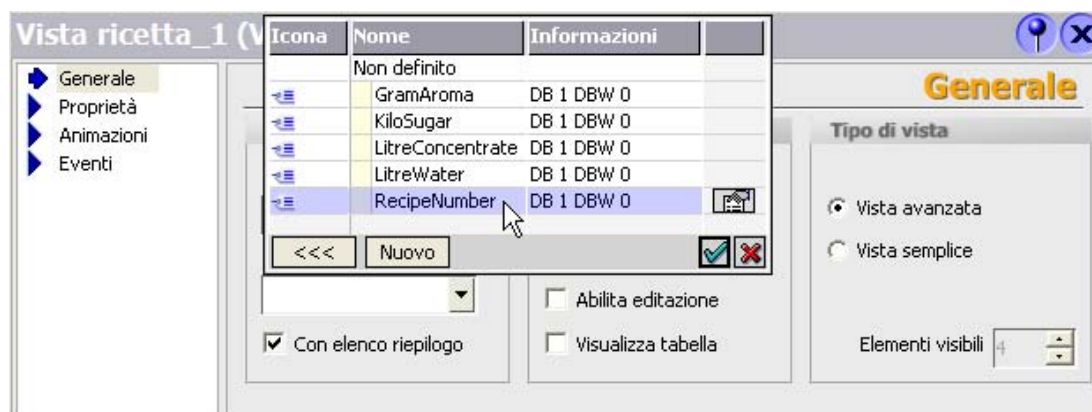 Vista ricetta_1 (V
Icona Nome Informazioni
Non definito
GramAroma DB 1 DBW 0
KiloSugar DB 1 DBW 0
LitreConcentrate DB 1 DBW 0
LitreWater DB 1 DBW 0
RecipeNumber DB 1 DBW 0
<<< Nuovo
Generale
Proprietà
Animazioni
Eventi
Generale
Con elenco riepilogo
Abilita editazione
Visualizza tabella
Tipo di vista
Vista avanzata
Vista semplice
Elementi visibili 4